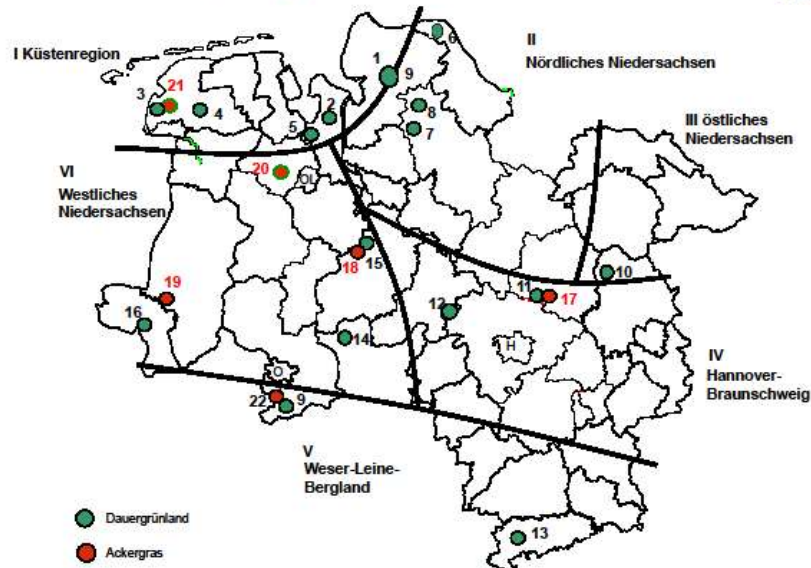 I Küstenregion
II
Nördliches Niedersachsen
III östliches
Niedersachsen
VI
Westliches
Niedersachsen
IV
Hannover-
Braunschweig
V
Weser-Leine-
Bergland
1
9
6
21
3
4
2
5
8
7
20
OL
18
15
19
16
14
12
11
17
10
H
O
22
9
13
Dauergrünland
Ackergras